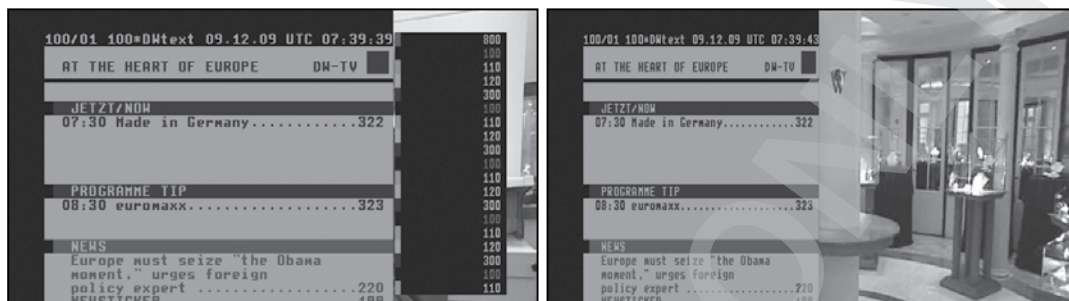 100/01 100*DWtext 09.12.09 UTC 07:39:39
AT THE HEART OF EUROPE DW-TV
JETZT/NOW
07:30 Made in Germany............322
PROGRAMME TIP
08:30 euromaxx...................323
NEWS
Europe must seize "the Obama
moment," urges foreign
policy expert ...................220
NEWSTICKER
800
100
110
120
300
100
110
120
300
100
110
120
300
100
110
120
300
100
110
100/01 100*DWtext 09.12.09 UTC 07:39:43
AT THE HEART OF EUROPE DW-TV
JETZT/NOW
07:30 Made in Germany............322
PROGRAMME TIP
08:30 euromaxx...................323
NEWS
Europe must seize "the Obama
moment," urges foreign
policy expert ...................220
NEWSTICKER
W